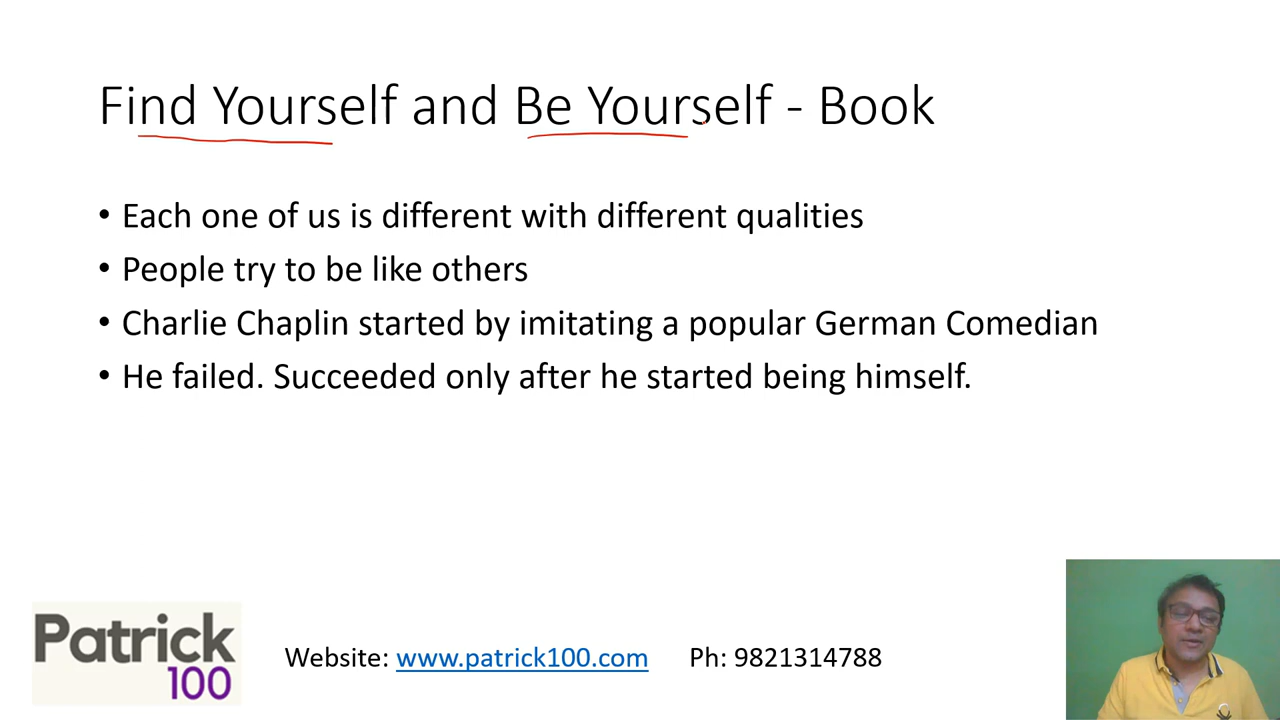 Find Yourself and Be Yourself - Book
• Each one of us is different with different qualities
• People try to be like others
• Charlie Chaplin started by imitating a popular German Comedian
• He failed. Succeeded only after he started being himself.
Patrick
100
Website: www.patrick100.com Ph: 9821314788